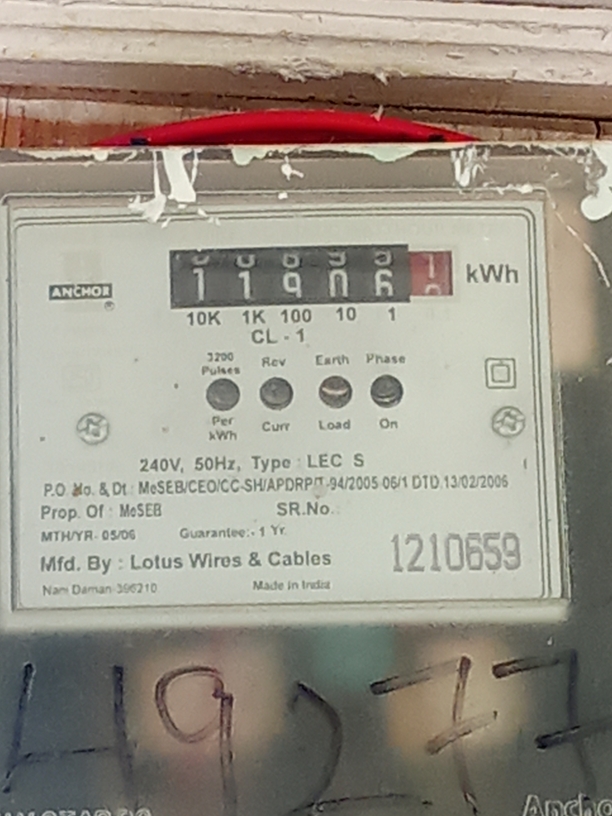 ANCHOR
®
11906 1 kWh
10K 1K 100 10 1
CL - 1
3200 Pulses Rev Earth Phase
Per kWh Curr Load On
240V, 50Hz, Type : LEC S
P.O. No. & Dt : MeSEB/CEO/CC-SH/APDRP/T-94/2005-06/1 DTD.13/02/2006
Prop. Of : MeSEB SR.No.:
MTH/YR- 05/06 Guarantee:- 1 Yr.
Mfd. By : Lotus Wires & Cables 1210659
Nani Daman-396210 Made in India
Ancho